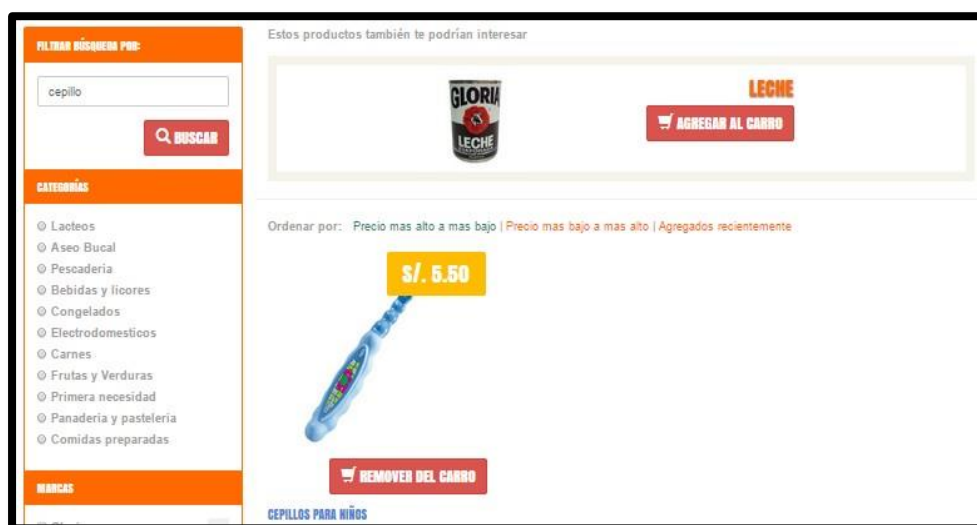 FILTRAR BÚSQUEDA POR:
cepillo
BUSCAR
CATEGORÍAS
Lacteos
Aseo Bucal
Pescaderia
Bebidas y licores
Congelados
Electrodomesticos
Carnes
Frutas y Verduras
Primera necesidad
Panaderia y pasteleria
Comidas preparadas
MARCAS
Estos productos también te podrían interesar
GLORIA
LECHE
LECHE
AGREGAR AL CARRO
Ordenar por: Precio mas alto a mas bajo | Precio mas bajo a mas alto | Agregados recientemente
S/. 5.50
REMOVER DEL CARRO
CEPILLOS PARA NIÑOS